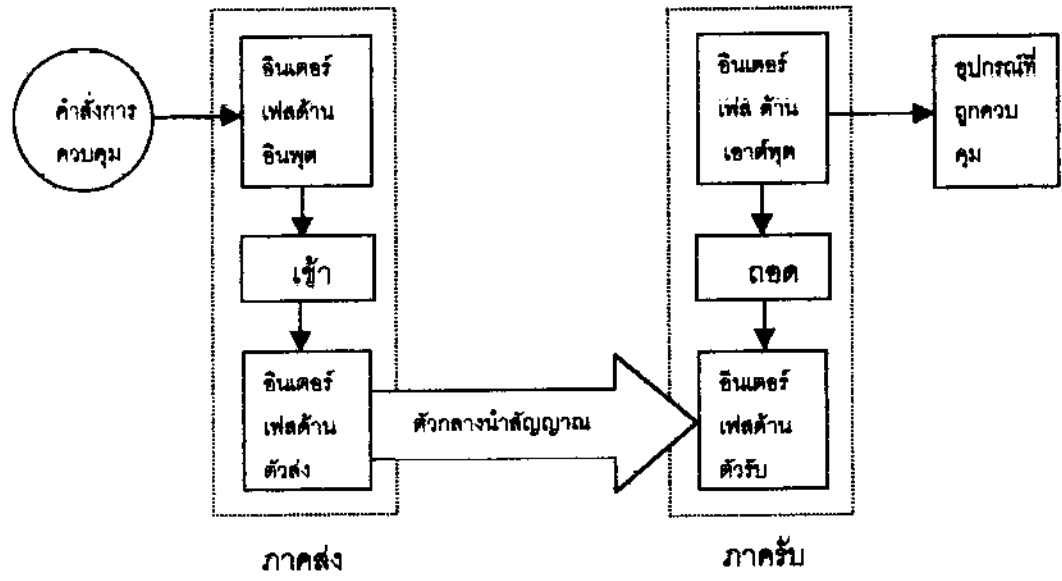 คำสั่งการ
ควบคุม
อินเตอร์
เฟสด้าน
อินพุต
เข้า
อินเตอร์
เฟสด้าน
ตัวส่ง
ภาคส่ง
ตัวกลางนำสัญญาณ
อินเตอร์
เฟส ด้าน
เอาต์พุต
ถอด
อินเตอร์
เฟสด้าน
ตัวรับ
ภาครับ
อุปกรณ์ที่
ถูกควบ
คุม